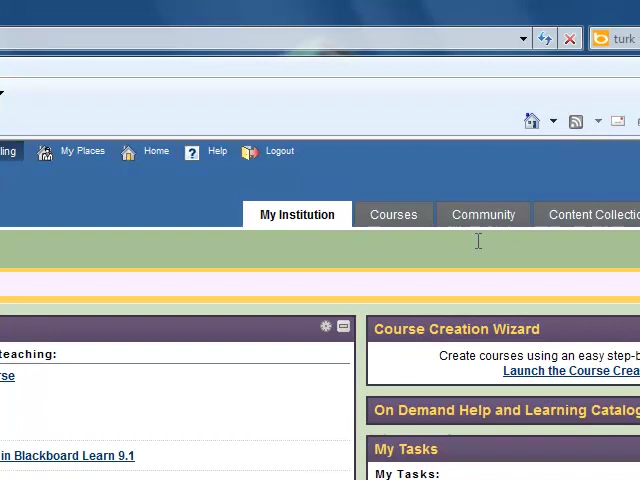 turk
ling My Places Home Help Logout
My Institution Courses Community Content Collectio
Course Creation Wizard
teaching:
Create courses using an easy step-b
rse
Launch the Course Crea
On Demand Help and Learning Catalog
My Tasks
in Blackboard Learn 9.1
My Tasks: